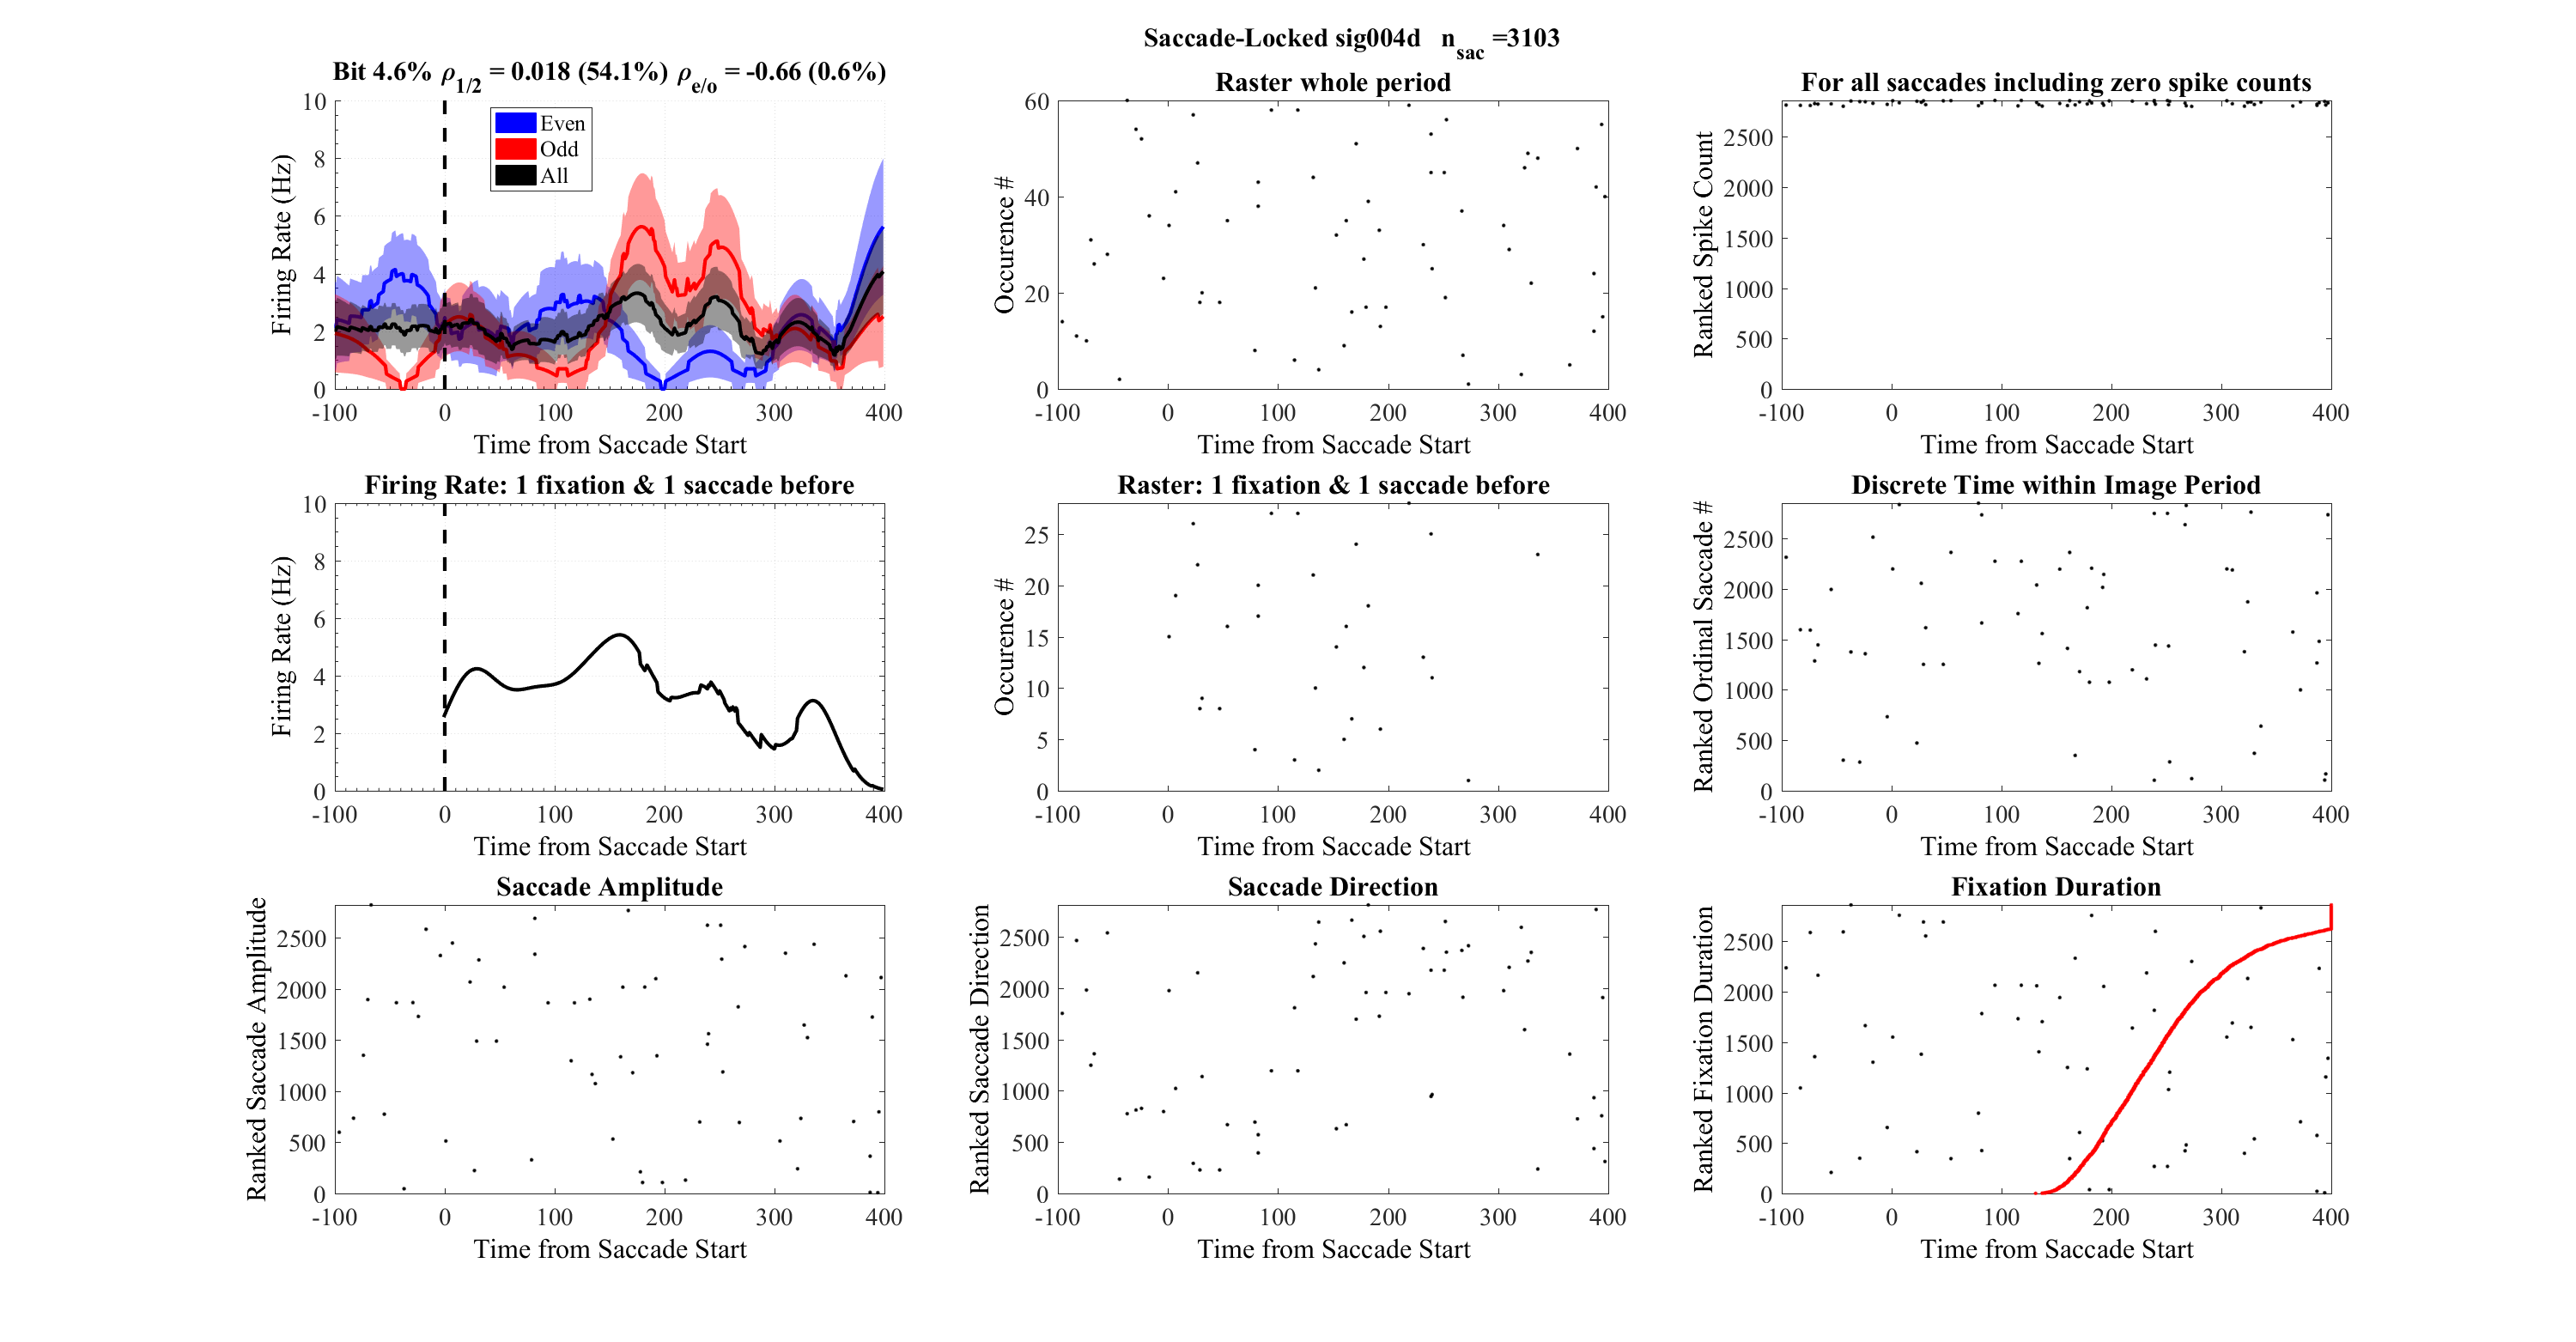 Saccade-Locked sig004d n_sac =3103
Bit 4.6% ρ_1/2 = 0.018 (54.1%) ρ_e/o = -0.66 (0.6%)
10
8
6
4
2
0
Firing Rate (Hz)
Even
Odd
All
-100 0 100 200 300 400
Time from Saccade Start
Raster whole period
60
40
20
0
Occurence #
-100 0 100 200 300 400
Time from Saccade Start
For all saccades including zero spike counts
2500
2000
1500
1000
500
0
Ranked Spike Count
-100 0 100 200 300 400
Time from Saccade Start
Firing Rate: 1 fixation & 1 saccade before
10
8
6
4
2
0
Firing Rate (Hz)
-100 0 100 200 300 400
Time from Saccade Start
Raster: 1 fixation & 1 saccade before
25
20
15
10
5
0
Occurence #
-100 0 100 200 300 400
Time from Saccade Start
Discrete Time within Image Period
2500
2000
1500
1000
500
0
Ranked Ordinal Saccade #
-100 0 100 200 300 400
Time from Saccade Start
Saccade Amplitude
2500
2000
1500
1000
500
0
Ranked Saccade Amplitude
-100 0 100 200 300 400
Time from Saccade Start
Saccade Direction
2500
2000
1500
1000
500
0
Ranked Saccade Direction
-100 0 100 200 300 400
Time from Saccade Start
Fixation Duration
2500
2000
1500
1000
500
0
Ranked Fixation Duration
-100 0 100 200 300 400
Time from Saccade Start